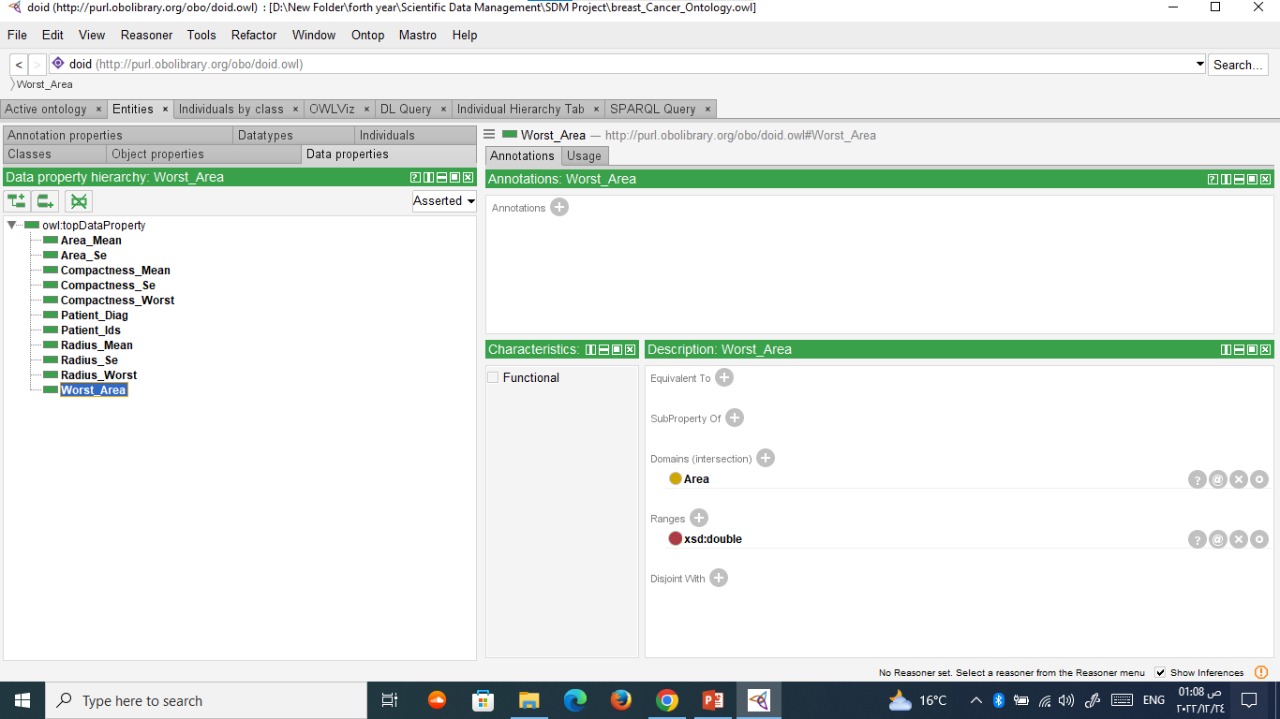 doid (http://purl.obolibrary.org/obo/doid.owl) : [D:\New Folder\forth year\Scientific Data Management\SDM Project\breast_Cancer_Ontology.owl]
File Edit View Reasoner Tools Refactor Window Ontop Mastro Help
< > doid (http://purl.obolibrary.org/obo/doid.owl) Search...
Worst_Area
Active ontology × Entities × Individuals by class × OWLViz × DL Query × Individual Hierarchy Tab × SPARQL Query ×
Annotation properties Datatypes Individuals
Classes Object properties Data properties
Data property hierarchy: Worst_Area
Asserted
owl:topDataProperty
Area_Mean
Area_Se
Compactness_Mean
Compactness_Se
Compactness_Worst
Patient_Diag
Patient_Ids
Radius_Mean
Radius_Se
Radius_Worst
Worst_Area
Worst_Area — http://purl.obolibrary.org/obo/doid.owl#Worst_Area
Annotations Usage
Annotations: Worst_Area
Annotations
Characteristics:
Functional
Description: Worst_Area
Equivalent To
SubProperty Of
Domains (intersection)
Area
Ranges
xsd:double
Disjoint With
No Reasoner set. Select a reasoner from the Reasoner menu Show Inferences
Type here to search
16°C
ENG
01:08 ص
٢٠٢٢/١٢/٢٤